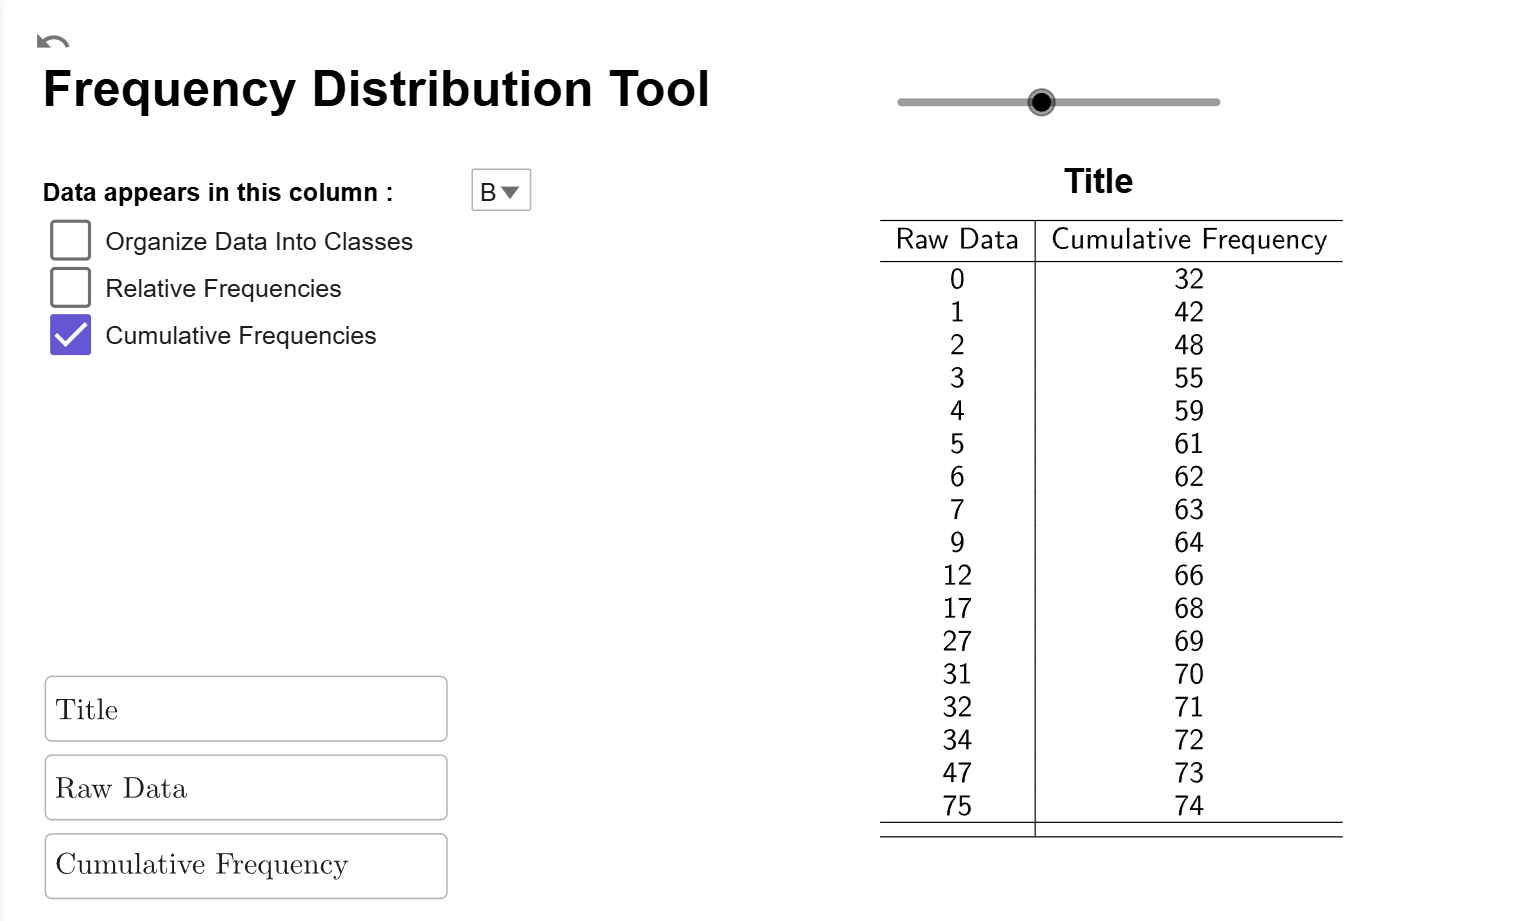 Frequency Distribution Tool
Data appears in this column :
B
Organize Data Into Classes
Relative Frequencies
Cumulative Frequencies
Title
Raw Data
Cumulative Frequency
Title
Raw Data Cumulative Frequency
0 32
1 42
2 48
3 55
4 59
5 61
6 62
7 63
9 64
12 66
17 68
27 69
31 70
32 71
34 72
47 73
75 74